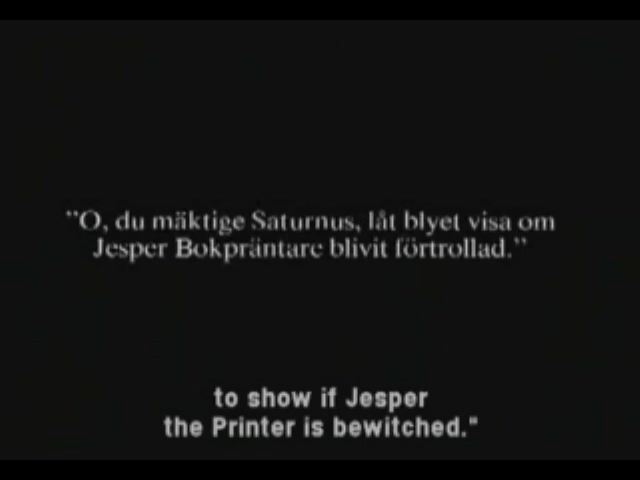 "O, du mäktige Saturnus, låt blyet visa om
Jesper Bokpräntare blivit förtrollad."
to show if Jesper
the Printer is bewitched."